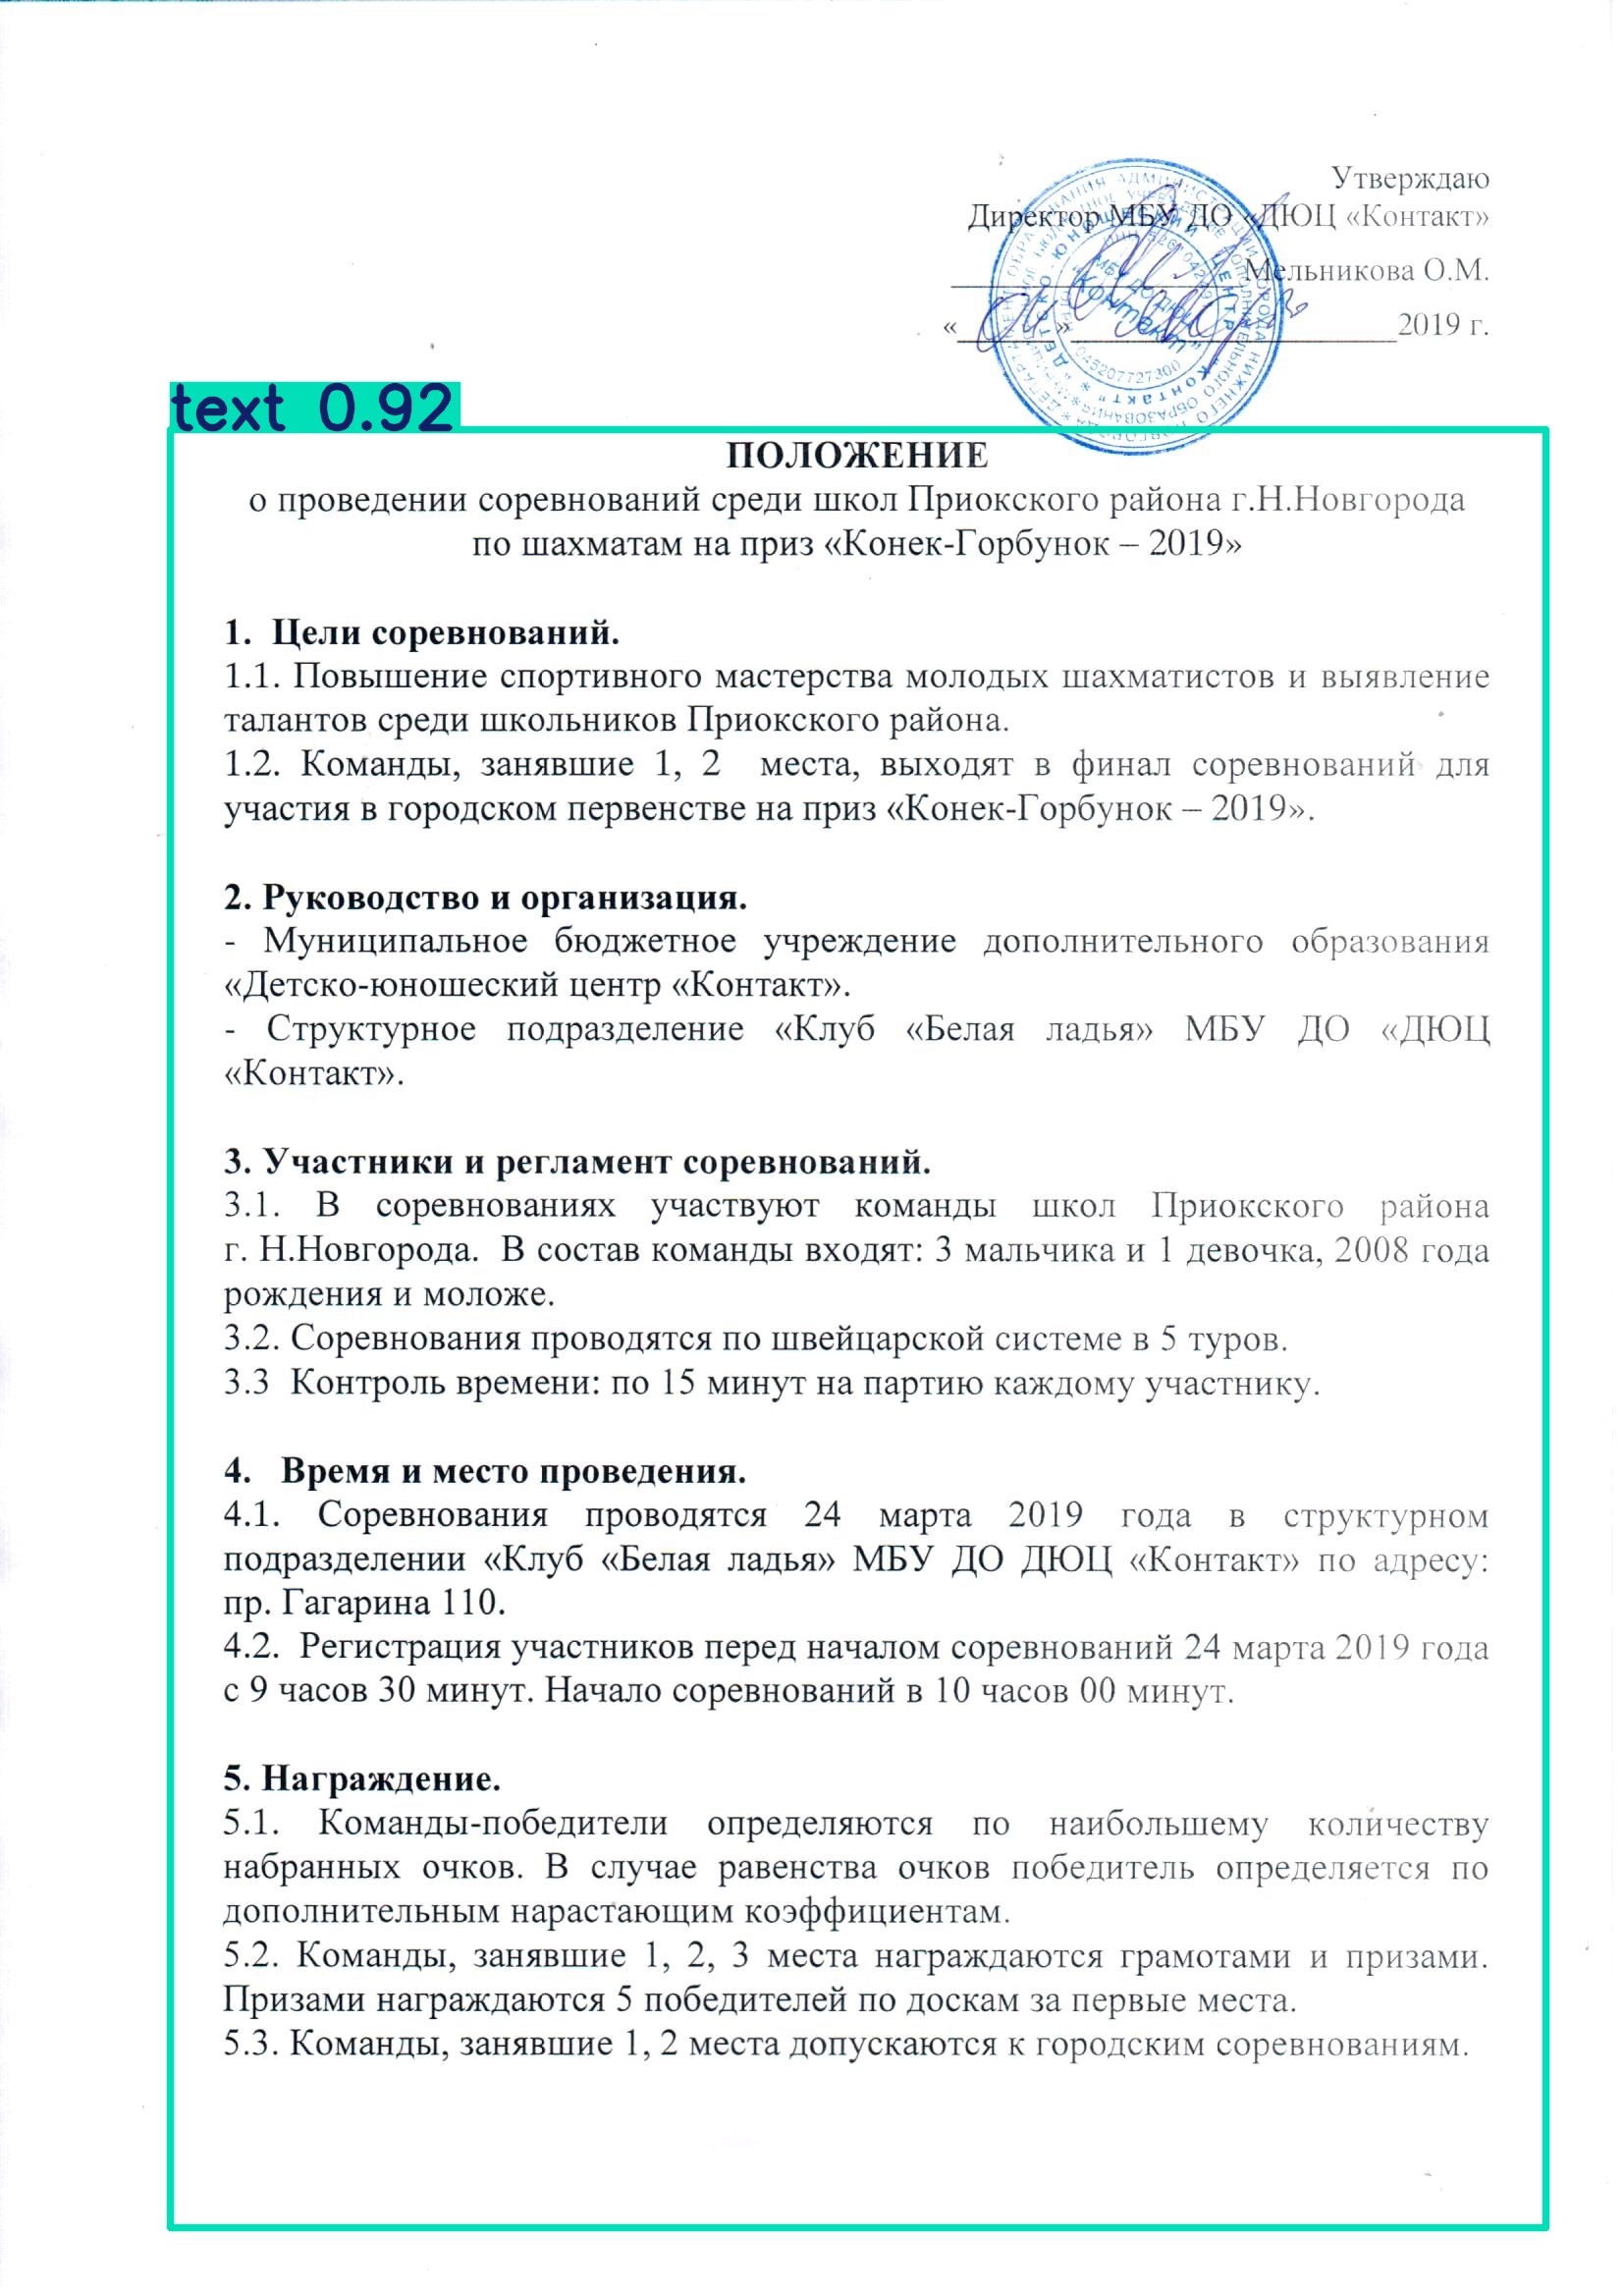 Утверждаю
Директор МБУ ДО «ДЮЦ «Контакт»
Мельникова О.М.
«____» ____________2019 г.
text 0.92
ПОЛОЖЕНИЕ
о проведении соревнований среди школ Приокского района г.Н.Новгорода
по шахматам на приз «Конек-Горбунок – 2019»
1. Цели соревнований.
1.1. Повышение спортивного мастерства молодых шахматистов и выявление
талантов среди школьников Приокского района.
1.2. Команды, занявшие 1, 2 места, выходят в финал соревнований для
участия в городском первенстве на приз «Конек-Горбунок – 2019».
2. Руководство и организация.
- Муниципальное бюджетное учреждение дополнительного образования
«Детско-юношеский центр «Контакт».
- Структурное подразделение «Клуб «Белая ладья» МБУ ДО «ДЮЦ
«Контакт».
3. Участники и регламент соревнований.
3.1. В соревнованиях участвуют команды школ Приокского района
г. Н.Новгорода. В состав команды входят: 3 мальчика и 1 девочка, 2008 года
рождения и моложе.
3.2. Соревнования проводятся по швейцарской системе в 5 туров.
3.3 Контроль времени: по 15 минут на партию каждому участнику.
4. Время и место проведения.
4.1. Соревнования проводятся 24 марта 2019 года в структурном
подразделении «Клуб «Белая ладья» МБУ ДО ДЮЦ «Контакт» по адресу:
пр. Гагарина 110.
4.2. Регистрация участников перед началом соревнований 24 марта 2019 года
с 9 часов 30 минут. Начало соревнований в 10 часов 00 минут.
5. Награждение.
5.1. Команды-победители определяются по наибольшему количеству
набранных очков. В случае равенства очков победитель определяется по
дополнительным нарастающим коэффициентам.
5.2. Команды, занявшие 1, 2, 3 места награждаются грамотами и призами.
Призами награждаются 5 победителей по доскам за первые места.
5.3. Команды, занявшие 1, 2 места допускаются к городским соревнованиям.